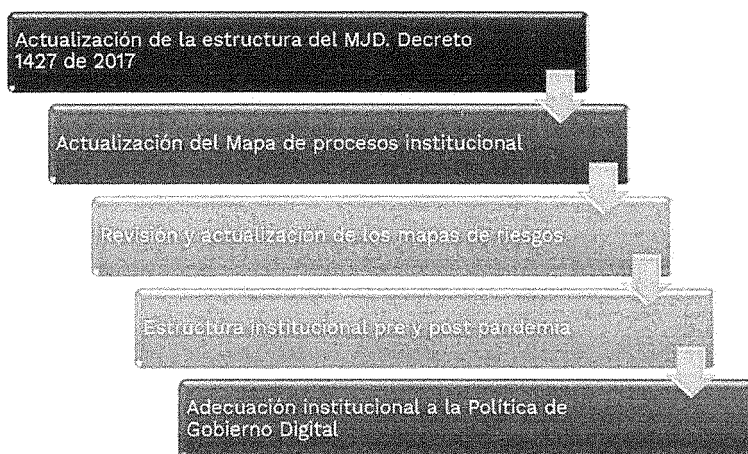 Actualización de la estructura del MJD. Decreto
1427 de 2017
Actualización del Mapa de procesos institucional
Revisión y actualización de los mapas de riesgos
Estructura institucional pre y post pandemia
Adecuación institucional a la Política de
Gobierno Digital